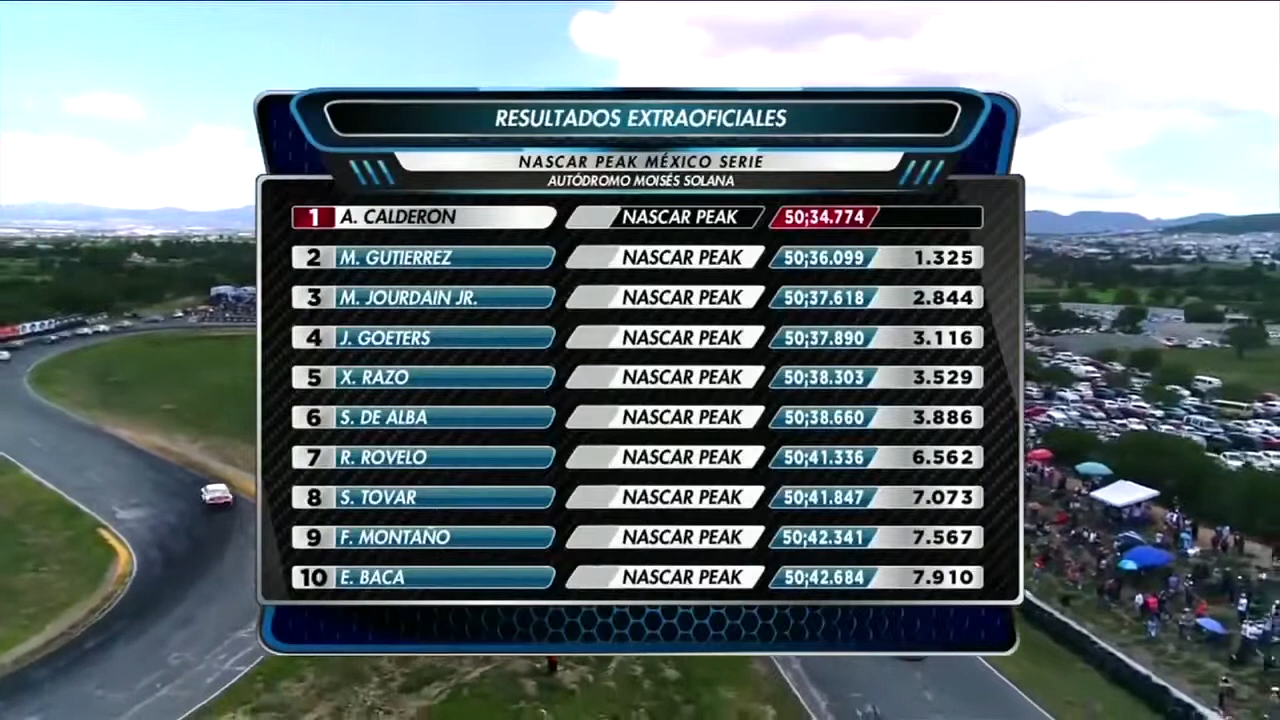 RESULTADOS EXTRAOFICIALES
NASCAR PEAK MÉXICO SERIE
AUTÓDROMO MOISÉS SOLANA
1 A. CALDERON NASCAR PEAK 50;34.774
2 M. GUTIERREZ NASCAR PEAK 50;36.099 1.325
3 M. JOURDAIN JR. NASCAR PEAK 50;37.618 2.844
4 J. GOETERS NASCAR PEAK 50;37.890 3.116
5 X. RAZO NASCAR PEAK 50;38.303 3.529
6 S. DE ALBA NASCAR PEAK 50;38.660 3.886
7 R. ROVELO NASCAR PEAK 50;41.336 6.562
8 S. TOVAR NASCAR PEAK 50;41.847 7.073
9 F. MONTAÑO NASCAR PEAK 50;42.341 7.567
10 E. BACA NASCAR PEAK 50;42.684 7.910